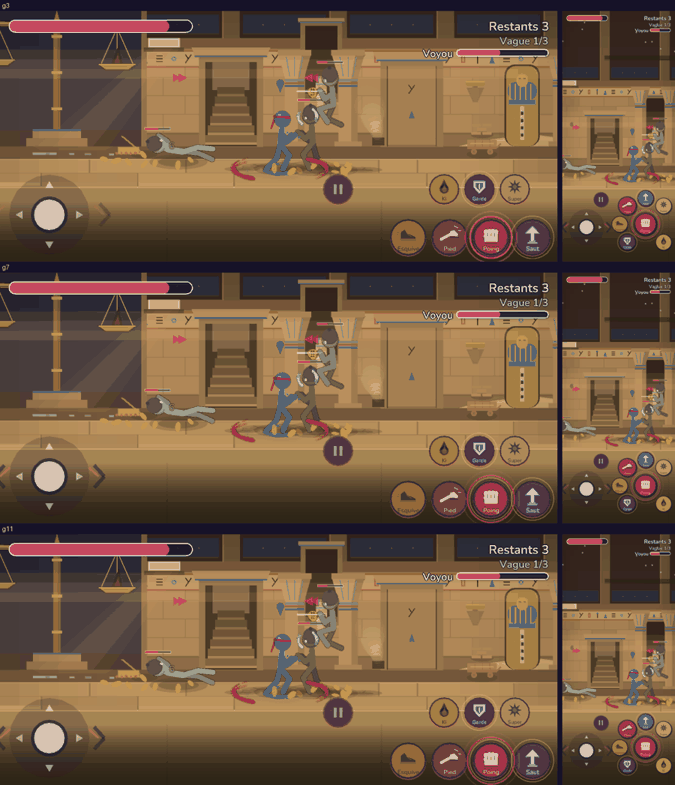 g3
Restants 3
Vague 1/3
Voyou
Ki
Garde
Super
Esquive
Pied
Poing
Saut
Restants 3
Vague 1/3
Voyou
g7
Restants 3
Vague 1/3
Voyou
Ki
Garde
Super
Esquive
Pied
Poing
Saut
Restants 3
Vague 1/3
Voyou
g11
Restants 3
Vague 1/3
Voyou
Ki
Garde
Super
Esquive
Pied
Poing
Saut
Restants 3
Vague 1/3
Voyou